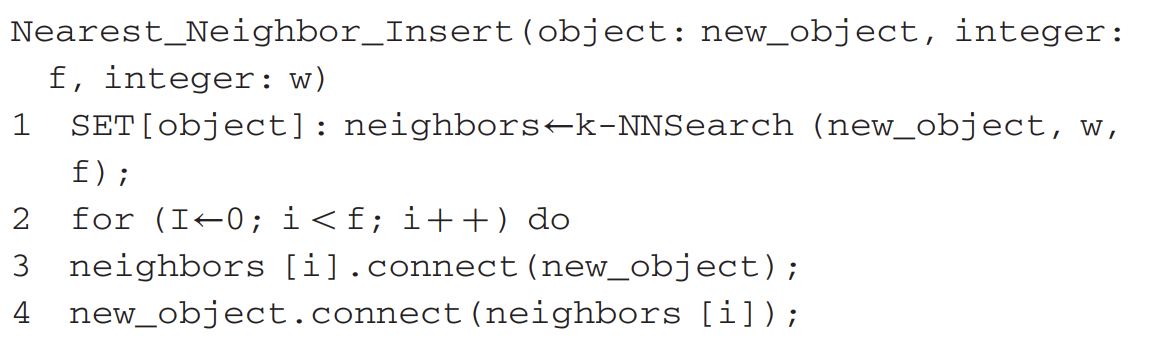 Nearest_Neighbor_Insert(object: new_object, integer:
f, integer: w)
1 SET[object]: neighbors←k-NNSearch (new_object, w,
f);
2 for (I←0; i<f; i++) do
3 neighbors [i].connect(new_object);
4 new_object.connect(neighbors [i]);